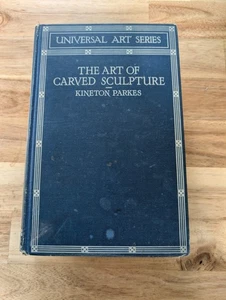 UNIVERSAL ART SERIES
THE ART OF
CARVED SCULPTURE
KINETON PARKES